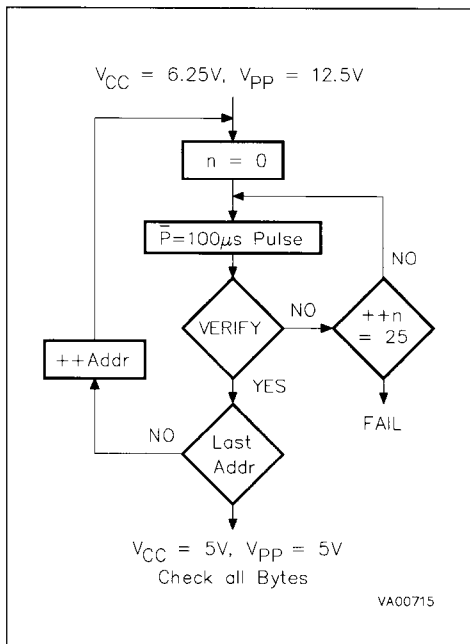 VCC = 6.25V, VPP = 12.5V
n = 0
P̅=100μs Pulse
NO
VERIFY
NO
++n
= 25
++Addr
YES
FAIL
NO
Last
Addr
VCC = 5V, VPP = 5V
Check all Bytes
VA00715